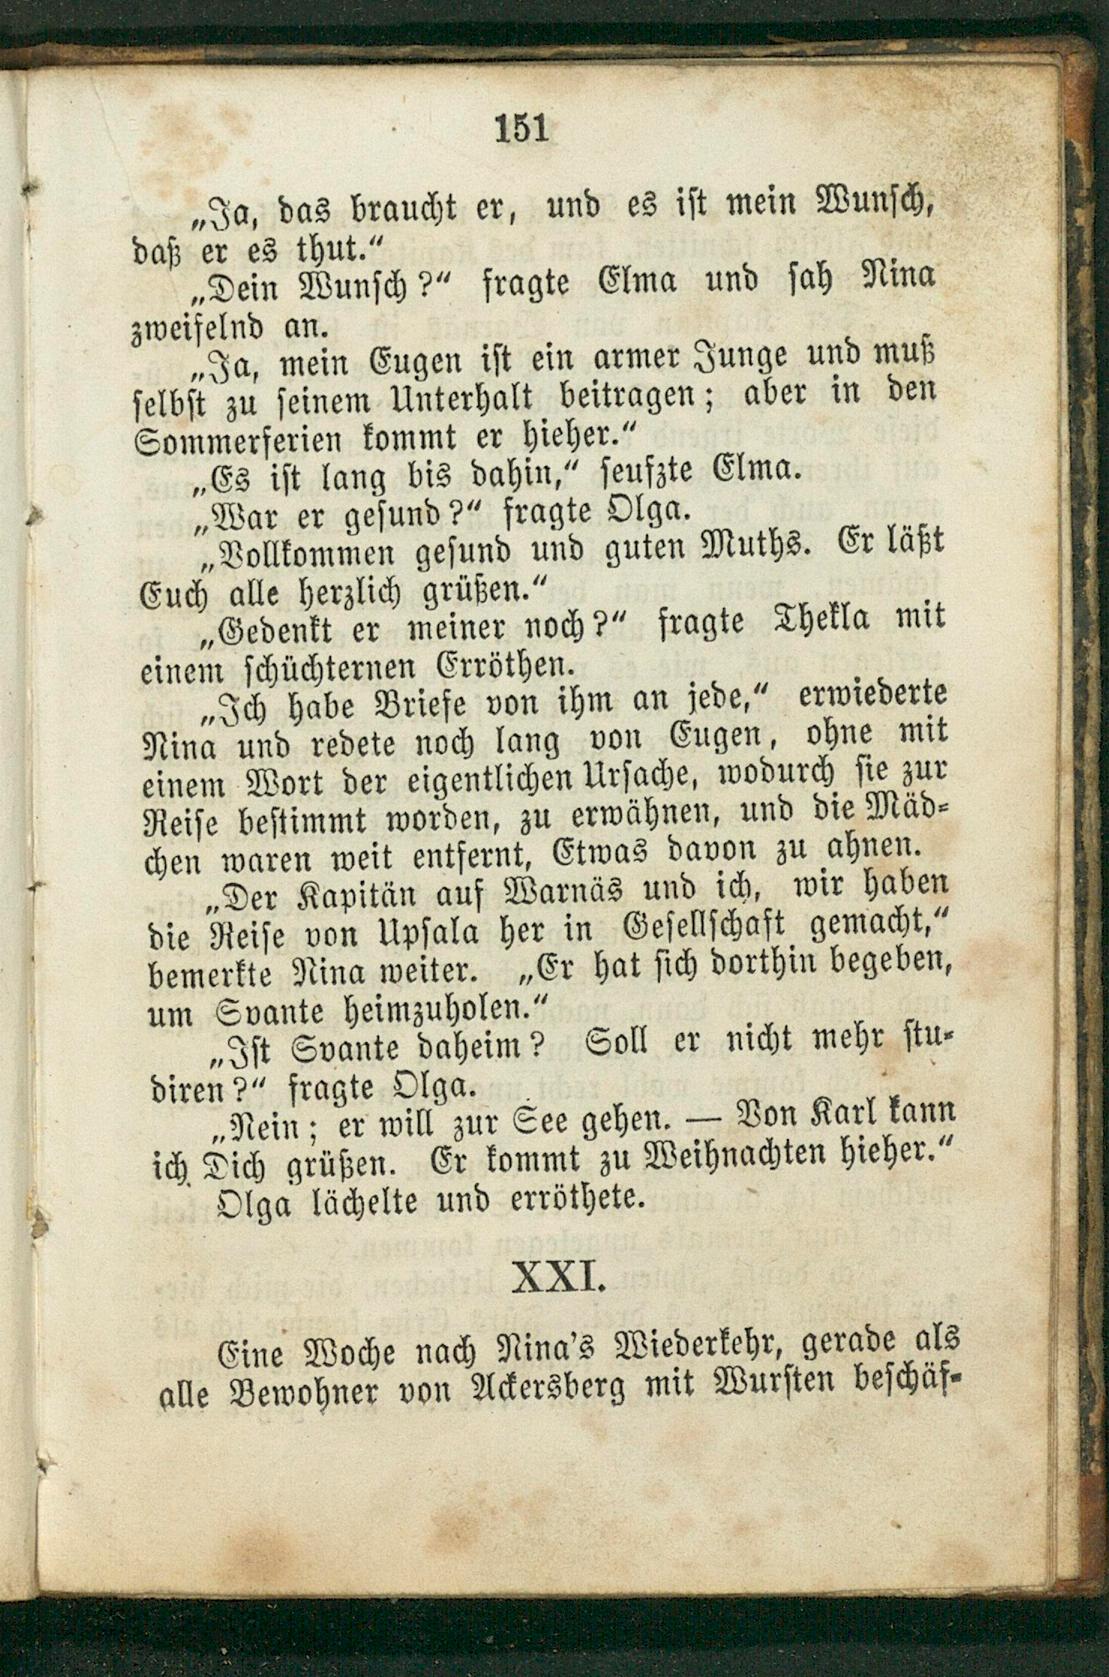 151
„Ja, das braucht er, und es ist mein Wunsch,
daß er es thut.“
„Dein Wunsch?“ fragte Elma und sah Nina
zweifelnd an.
„Ja, mein Eugen ist ein armer Junge und muß
selbst zu seinem Unterhalt beitragen; aber in den
Sommerferien kommt er hieher.“
„Es ist lang bis dahin,“ seufzte Elma.
„War er gesund?“ fragte Olga.
„Vollkommen gesund und guten Muths. Er läßt
Euch alle herzlich grüßen.“
„Gedenkt er meiner noch?“ fragte Thekla mit
einem schüchternen Erröthen.
„Ich habe Briefe von ihm an jede,“ erwiederte
Nina und redete noch lang von Eugen, ohne mit
einem Wort der eigentlichen Ursache, wodurch sie zur
Reise bestimmt worden, zu erwähnen, und die Mäd-
chen waren weit entfernt, Etwas davon zu ahnen.
„Der Kapitän auf Warnäs und ich, wir haben
die Reise von Upsala her in Gesellschaft gemacht,“
bemerkte Nina weiter. „Er hat sich dorthin begeben,
um Svante heimzuholen.“
„Ist Svante daheim? Soll er nicht mehr stu-
diren?“ fragte Olga.
„Nein; er will zur See gehen. — Von Karl kann
ich Dich grüßen. Er kommt zu Weihnachten hieher.“
Olga lächelte und erröthete.
XXI.
Eine Woche nach Nina's Wiederkehr, gerade als
alle Bewohner von Ackersberg mit Wursten beschäf-